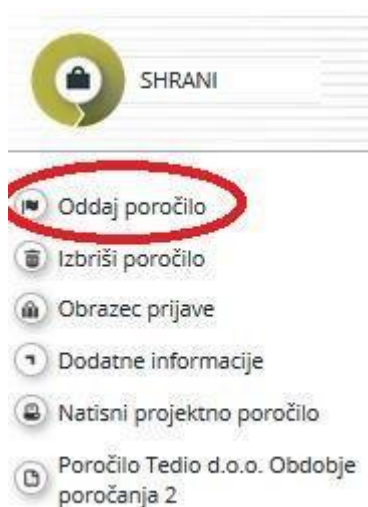 SHRANI
Oddaj poročilo
Izbriši poročilo
Obrazec prijave
Dodatne informacije
Natisni projektno poročilo
Poročilo Tedio d.o.o. Obdobje
poročanja 2